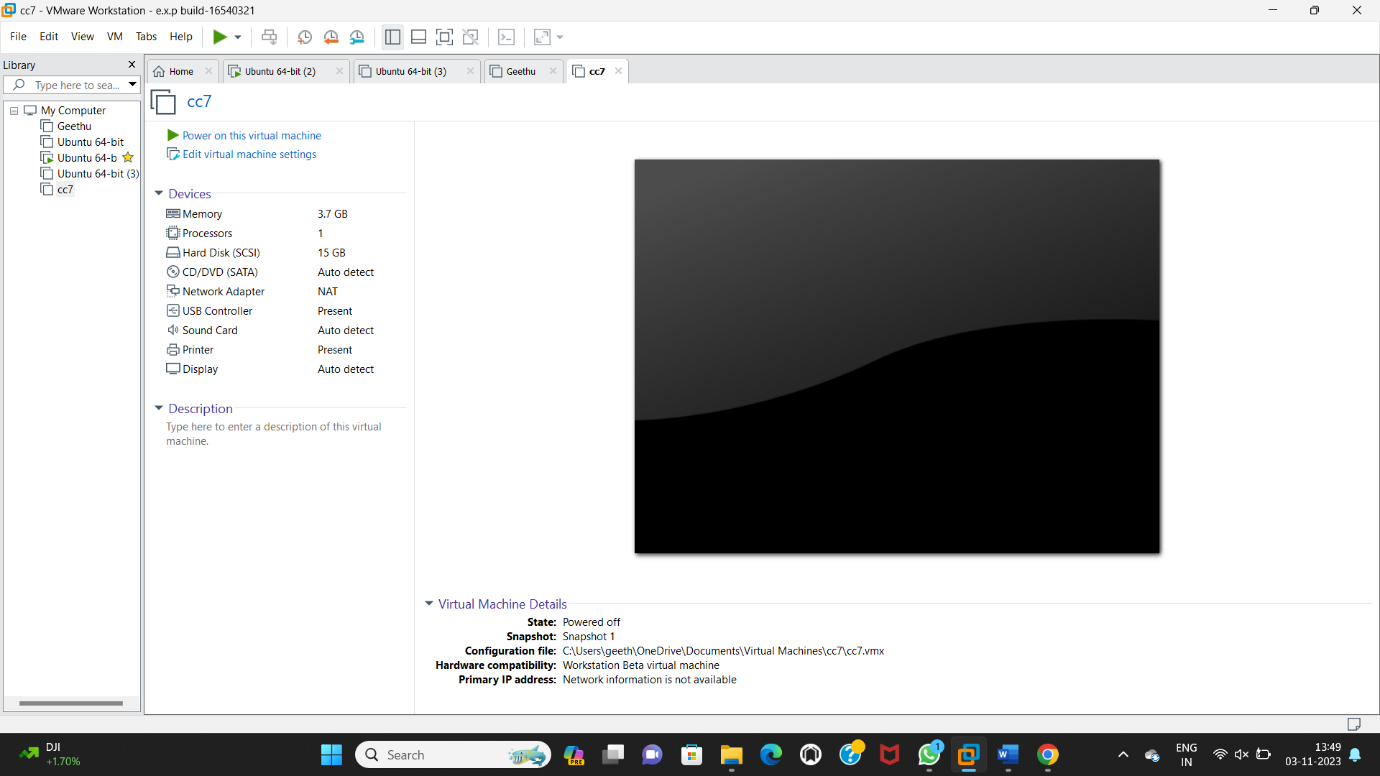 cc7 - VMware Workstation - e.x.p build-16540321
File Edit View VM Tabs Help
Library
Type here to sea...
My Computer
Geethu
Ubuntu 64-bit
Ubuntu 64-b
Ubuntu 64-bit (3)
cc7
Home Ubuntu 64-bit (2) Ubuntu 64-bit (3) Geethu cc7
cc7
Power on this virtual machine
Edit virtual machine settings
Devices
Memory 3.7 GB
Processors 1
Hard Disk (SCSI) 15 GB
CD/DVD (SATA) Auto detect
Network Adapter NAT
USB Controller Present
Sound Card Auto detect
Printer Present
Display Auto detect
Description
Type here to enter a description of this virtual
machine.
Virtual Machine Details
State: Powered off
Snapshot: Snapshot 1
Configuration file: C:\Users\geeth\OneDrive\Documents\Virtual Machines\cc7\cc7.vmx
Hardware compatibility: Workstation Beta virtual machine
Primary IP address: Network information is not available
DJI
+1.70%
Search
PRE
1
ENG
IN
13:49
03-11-2023